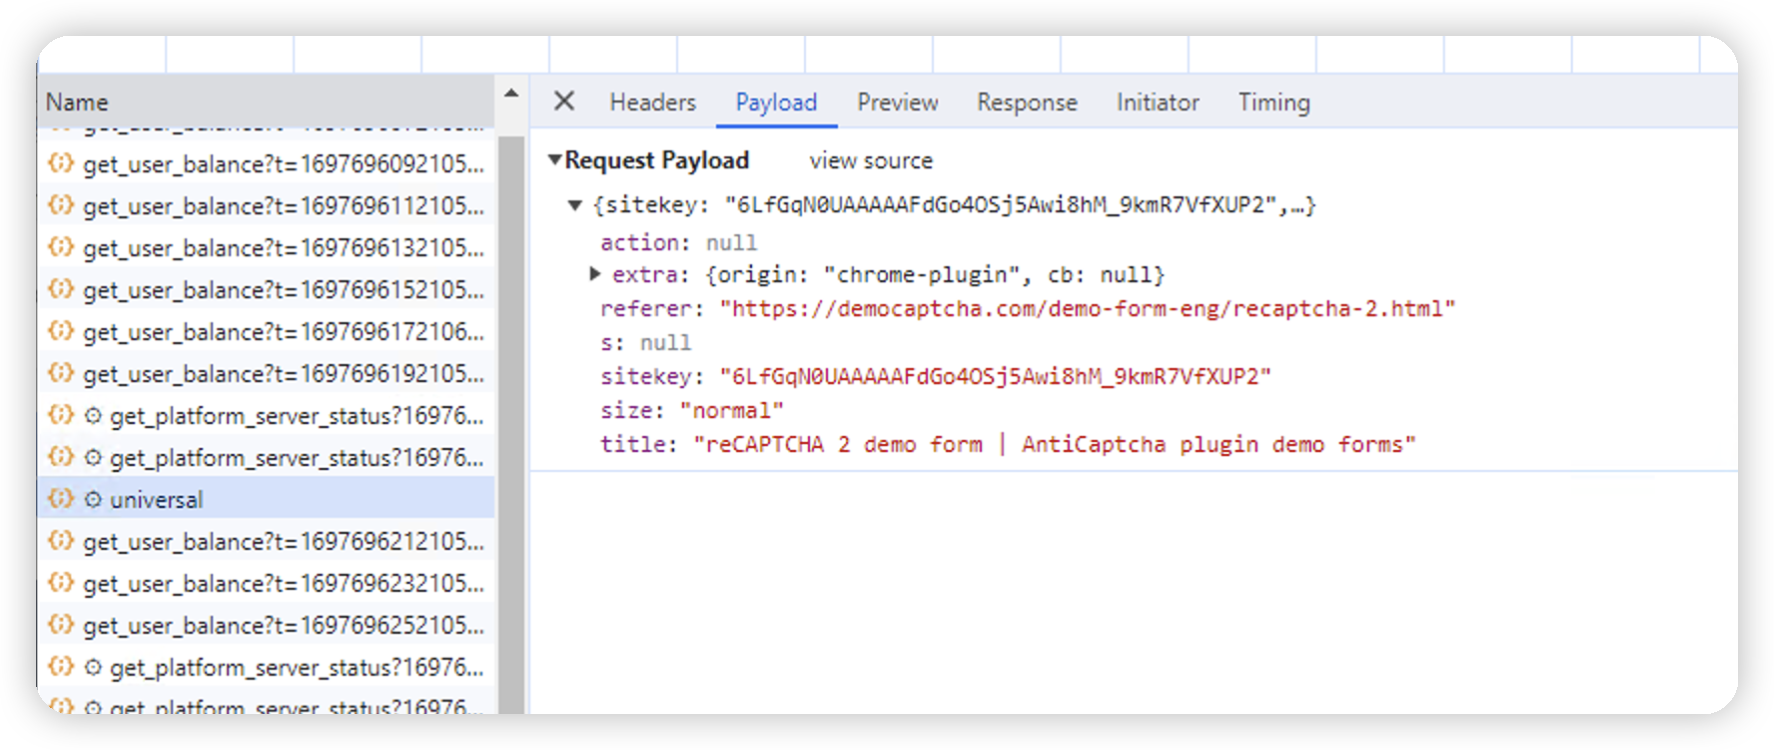 Name
Headers Payload Preview Response Initiator Timing
get_user_balance?t=1697696092105...
get_user_balance?t=1697696112105...
get_user_balance?t=1697696132105...
get_user_balance?t=1697696152105...
get_user_balance?t=1697696172106...
get_user_balance?t=1697696192105...
get_platform_server_status?16976...
get_platform_server_status?16976...
universal
get_user_balance?t=1697696212105...
get_user_balance?t=1697696232105...
get_user_balance?t=1697696252105...
get_platform_server_status?16976...
get_platform_server_status?16976...
Request Payload view source
{sitekey: "6LfGqN0UAAAAAFdGo4OSj5Awi8hM_9kmR7VfXUP2",…}
action: null
extra: {origin: "chrome-plugin", cb: null}
referer: "https://democaptcha.com/demo-form-eng/recaptcha-2.html"
s: null
sitekey: "6LfGqN0UAAAAAFdGo4OSj5Awi8hM_9kmR7VfXUP2"
size: "normal"
title: "reCAPTCHA 2 demo form | AntiCaptcha plugin demo forms"